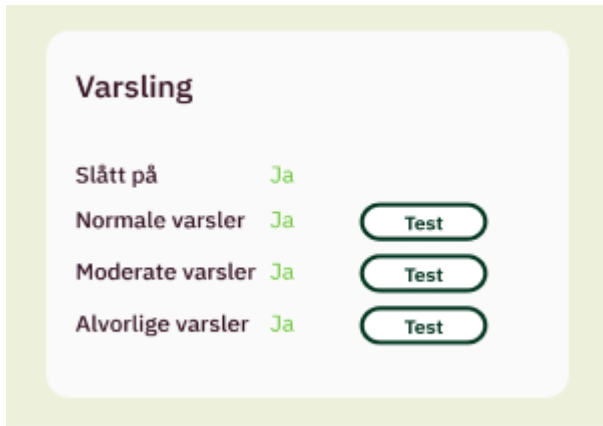 Varsling
Slått på Ja
Normale varsler Ja Test
Moderate varsler Ja Test
Alvorlige varsler Ja Test